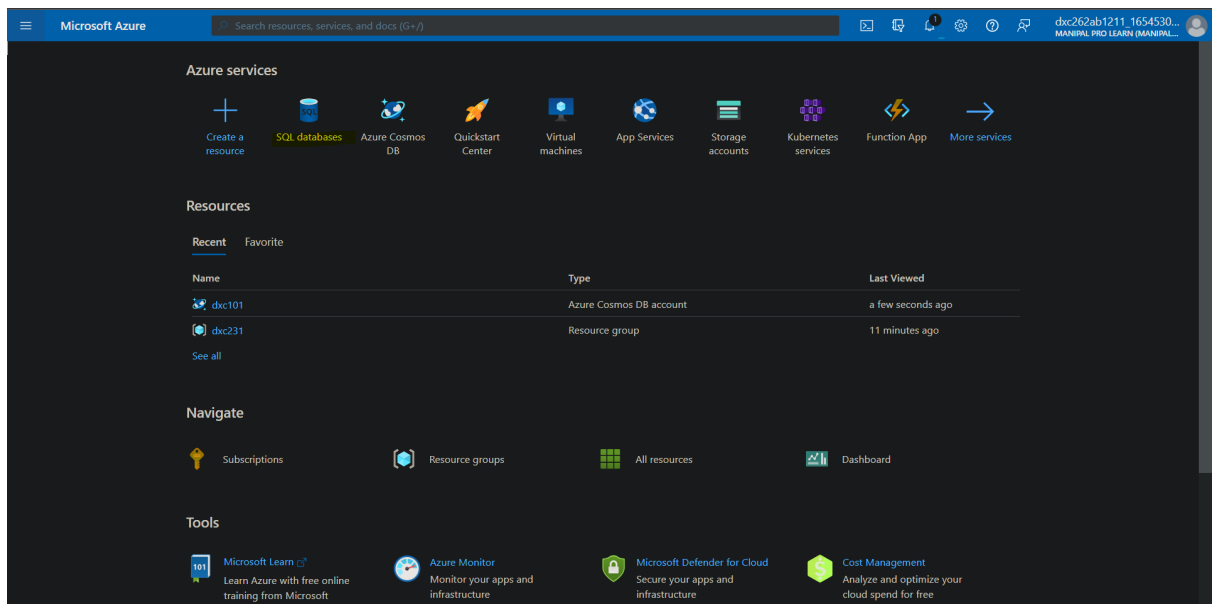 Microsoft Azure
Search resources, services, and docs (G+/)
1
dxc262ab1211_1654530...
MANIPAL PRO LEARN (MANIPAL...
Azure services
Create a resource
SQL databases
Azure Cosmos DB
Quickstart Center
Virtual machines
App Services
Storage accounts
Kubernetes services
Function App
More services
Resources
Recent Favorite
Name Type Last Viewed
dxc101 Azure Cosmos DB account a few seconds ago
dxc231 Resource group 11 minutes ago
See all
Navigate
Subscriptions Resource groups All resources Dashboard
Tools
101
Microsoft Learn
Learn Azure with free online
training from Microsoft
Azure Monitor
Monitor your apps and
infrastructure
Microsoft Defender for Cloud
Secure your apps and
infrastructure
Cost Management
Analyze and optimize your
cloud spend for free